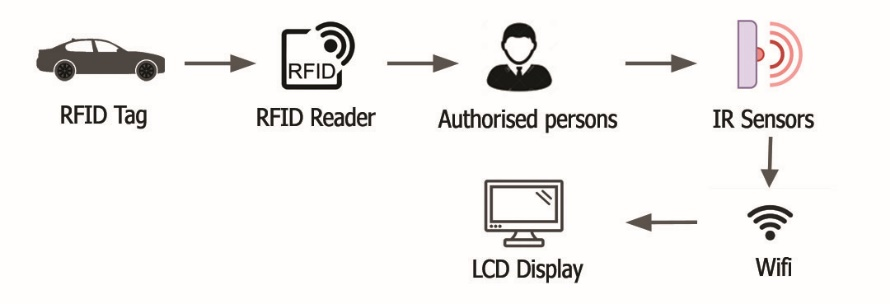 RFID
RFID Tag
RFID Reader
Authorised persons
IR Sensors
LCD Display
Wifi